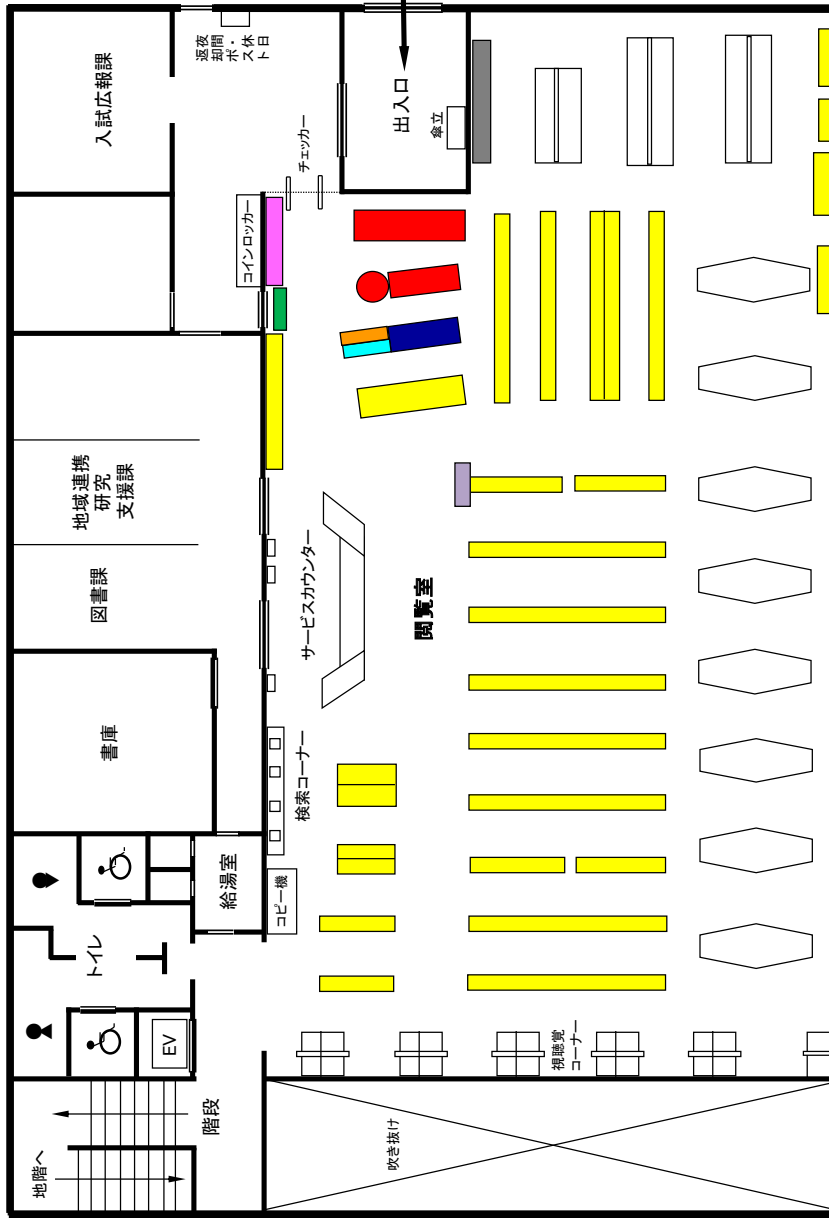 入試広報課
夜間・休日
返却ポスト
出入口
傘立
チェッカー
コインロッカー
地域連携
研究
支援課
図書課
サービスカウンター
閲覧室
書庫
検索コーナー
給湯室
コピー機
トイレ
EV
視聴覚
コーナー
階段
地階へ
吹き抜け